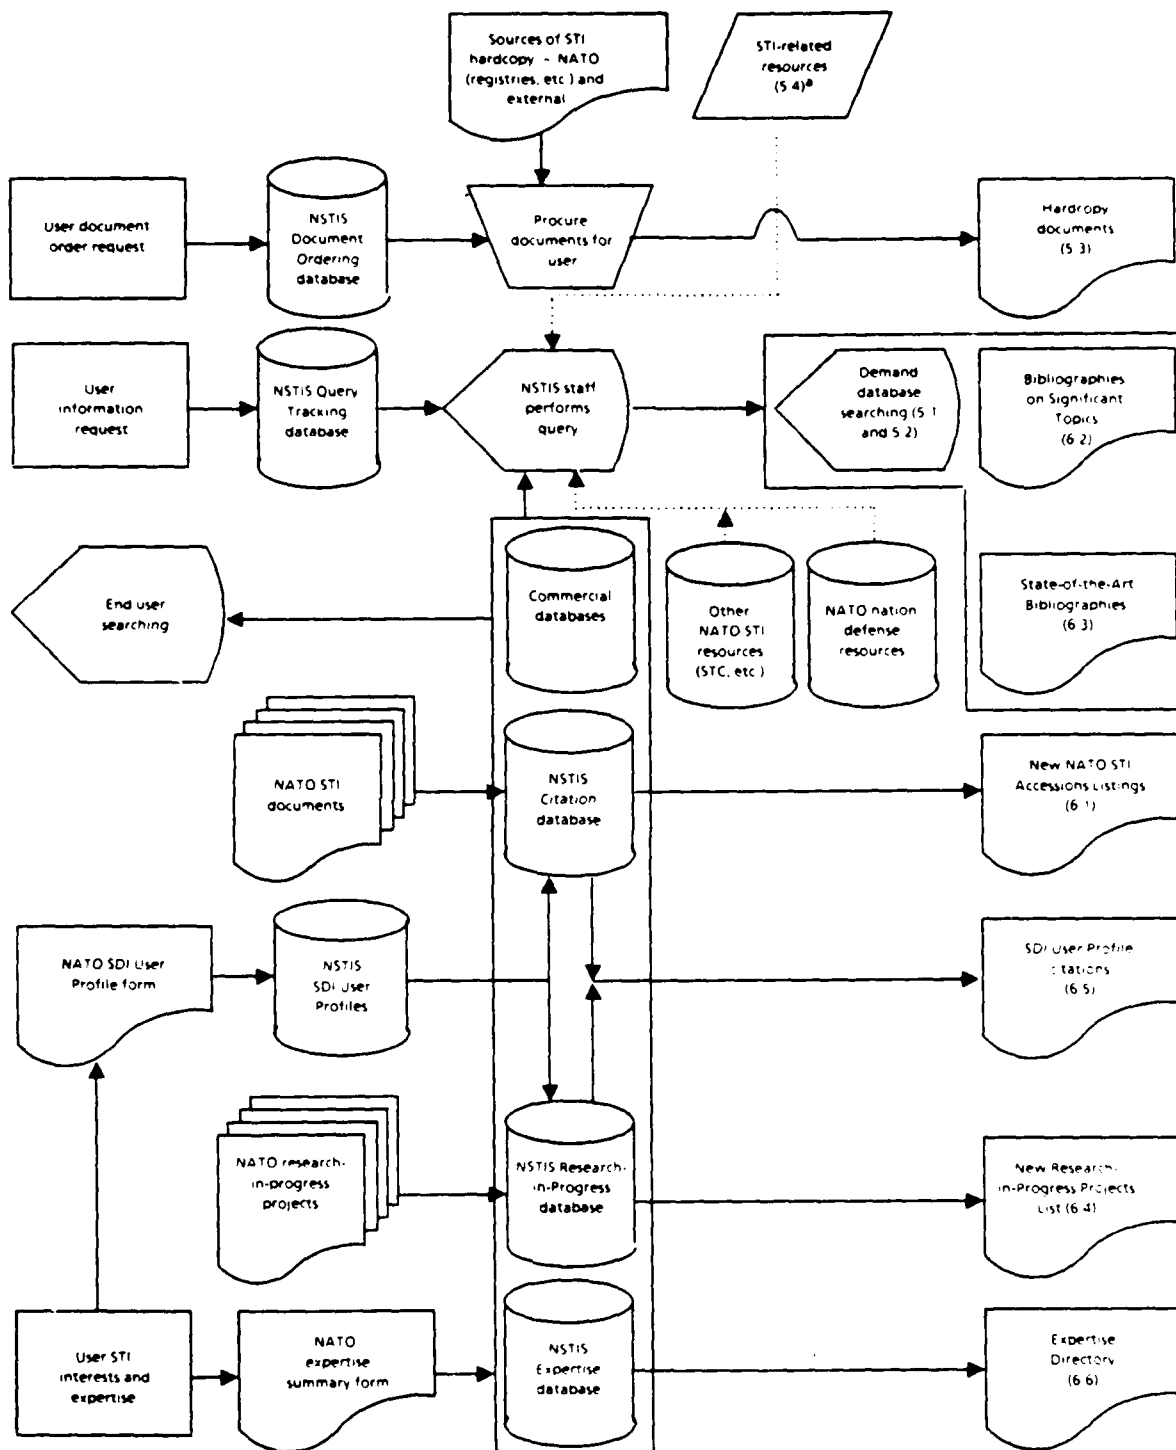 Sources of STI
hardcopy - NATO
(registries, etc.) and
external
STI-related
resources
(5.4)a
User document
order request
NSTIS
Document
Ordering
database
Procure
documents for
user
Hardcopy
documents
(5.3)
User
information
request
NSTIS Query
Tracking
database
NSTIS staff
performs
query
Demand
database
searching (5.1
and 5.2)
Bibliographies
on Significant
Topics
(6.2)
End user
searching
Commercial
databases
Other
NATO STI
resources
(STC, etc.)
NATO nation
defense
resources
State-of-the-Art
Bibliographies
(6.3)
NATO STI
documents
NSTIS
Citation
database
New NATO STI
Accessions Listings
(6.1)
NATO SDI User
Profile form
NSTIS
SDI User
Profiles
SDI User Profile
citations
(6.5)
NATO research-
in-progress
projects
NSTIS Research-
in-Progress
database
New Research-
in-Progress Projects
List (6.4)
User STI
interests and
expertise
NATO
expertise
summary form
NSTIS
Expertise
database
Expertise
Directory
(6.6)